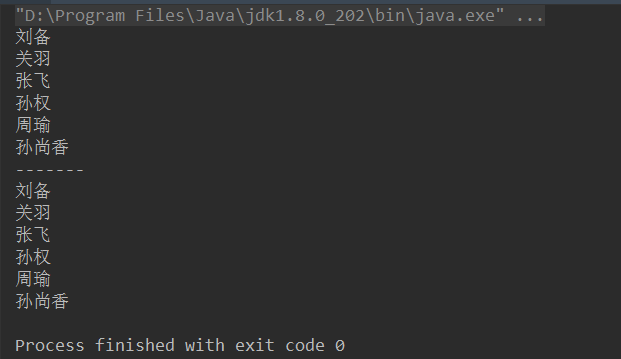 "D:\Program Files\Java\jdk1.8.0_202\bin\java.exe" ...
刘备
关羽
张飞
孙权
周瑜
孙尚香
-------
刘备
关羽
张飞
孙权
周瑜
孙尚香
Process finished with exit code 0